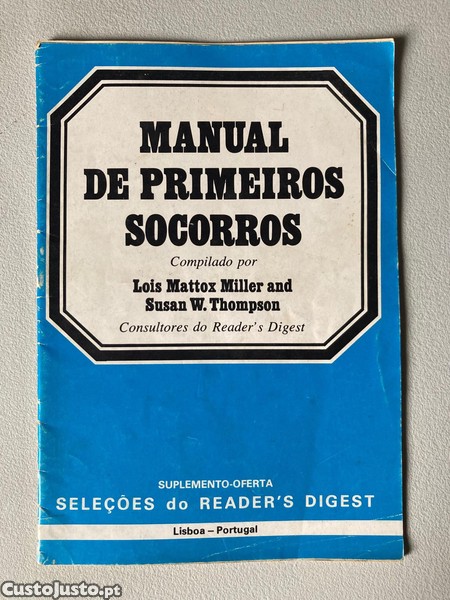 MANUAL
DE PRIMEIROS
SOCORROS
Compilado por
Lois Mattox Miller and
Susan W. Thompson
Consultores do Reader's Digest
SUPLEMENTO-OFERTA
SELEÇÕES do READER'S DIGEST
Lisboa – Portugal
CustoJusto.pt